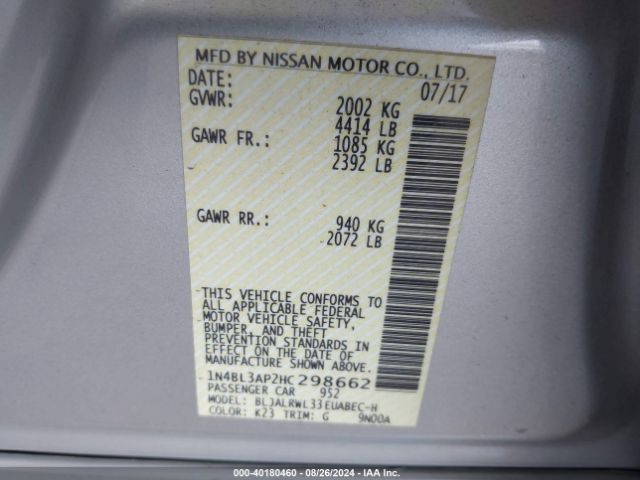 MFD BY NISSAN MOTOR CO., LTD.
DATE: 07/17
GVWR: 2002 KG
4414 LB
GAWR FR.: 1085 KG
2392 LB
GAWR RR.: 940 KG
2072 LB
THIS VEHICLE CONFORMS TO
ALL APPLICABLE FEDERAL
MOTOR VEHICLE SAFETY,
BUMPER, AND THEFT
PREVENTION STANDARDS IN
EFFECT ON THE DATE OF
MANUFACTURE SHOWN ABOVE.
1N4BL3AP2HC298662
PASSENGER CAR 952
MODEL: BLJALRWL33EUABEC-H
COLOR: K23 TRIM: G 9N00A
000-40180460 - 08/26/2024 - IAA Inc.